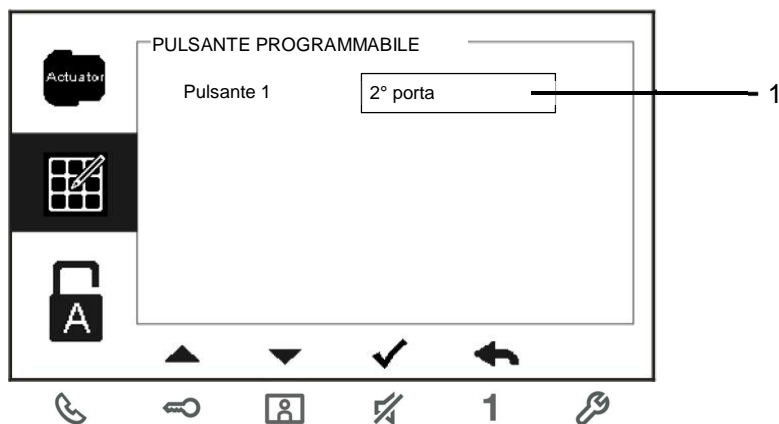 PULSANTE PROGRAMMABILE
Actuator
Pulsante 1
2° porta
1
A
1